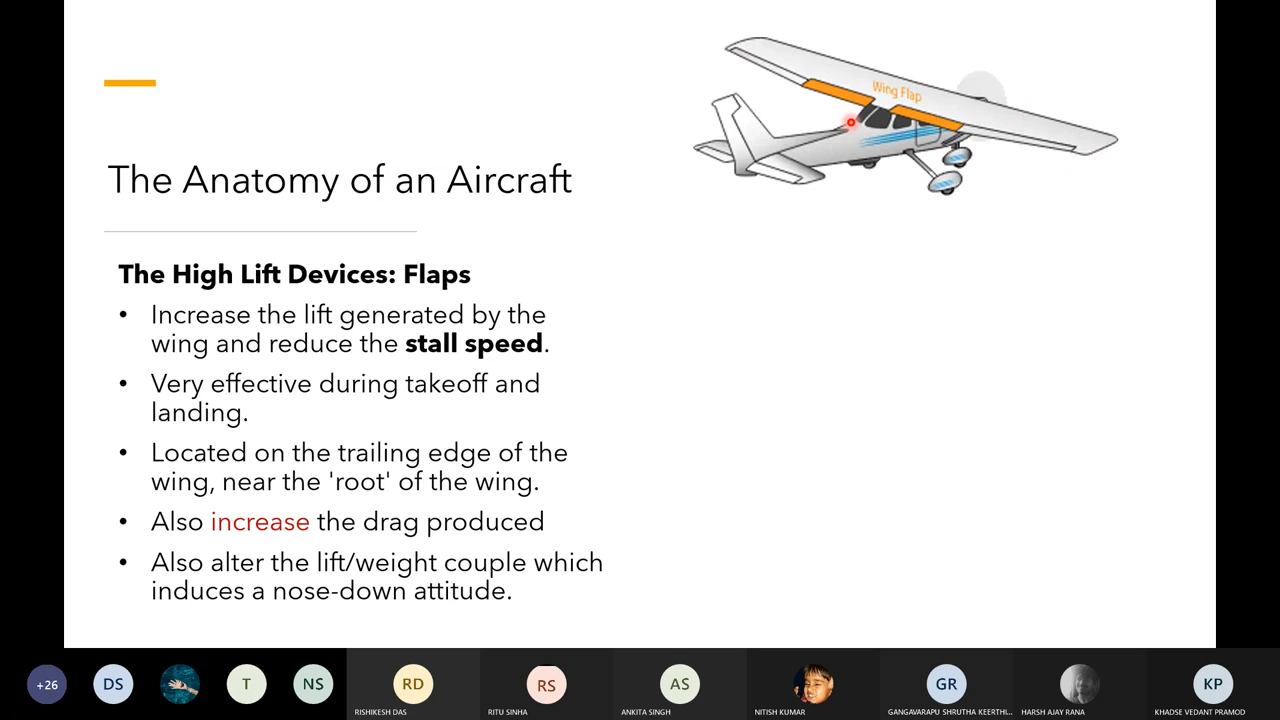 Wing Flap
The Anatomy of an Aircraft
The High Lift Devices: Flaps
• Increase the lift generated by the
wing and reduce the stall speed.
• Very effective during takeoff and
landing.
• Located on the trailing edge of the
wing, near the 'root' of the wing.
• Also increase the drag produced
• Also alter the lift/weight couple which
induces a nose-down attitude.
+26 DS T NS RD RS AS GR KP
RISHIKESH DAS RITU SINHA ANKITA SINGH NITISH KUMAR GANGAVARAPU SHRUTHA KEERTHI... HARSH AJAY RANA KHADSE VEDANT PRAMOD